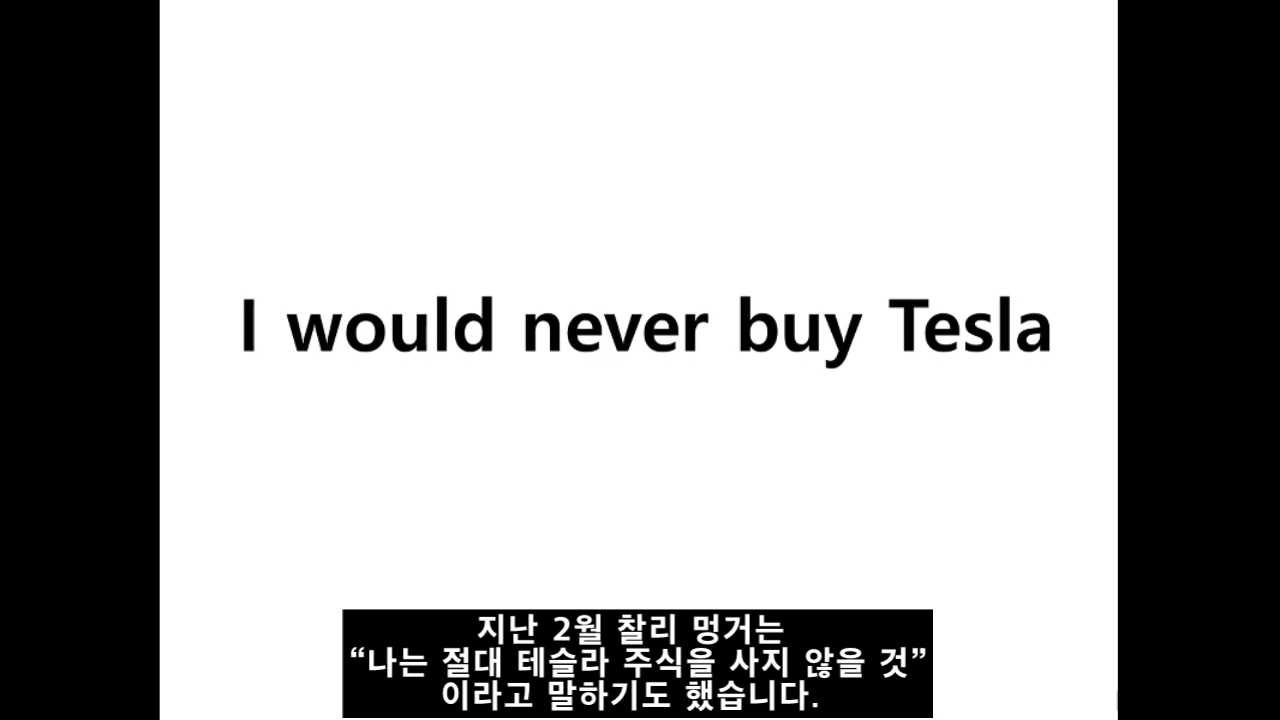 I would never buy Tesla
지난 2월 찰리 멍거는
“나는 절대 테슬라 주식을 사지 않을 것”
이라고 말하기도 했습니다.